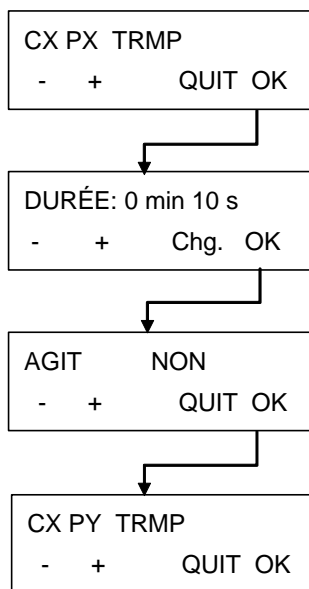 CX PX TRMP
- + QUIT OK
DURÉE: 0 min 10 s
- + Chg. OK
AGIT NON
- + QUIT OK
CX PY TRMP
- + QUIT OK